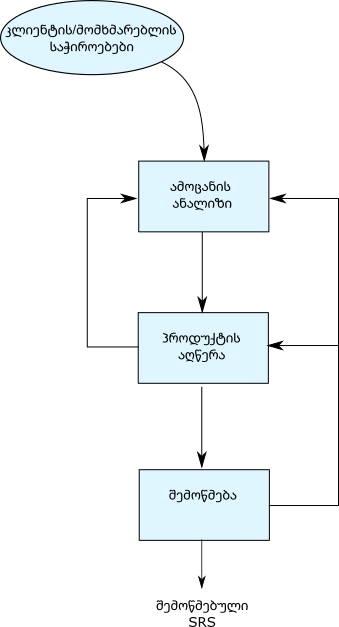 კლიენტის/მომხმარებლის
საჭიროებები
ამოცანის
ანალიზი
პროდუქტის
აღწერა
შემოწმება
შემოწმებული
SRS